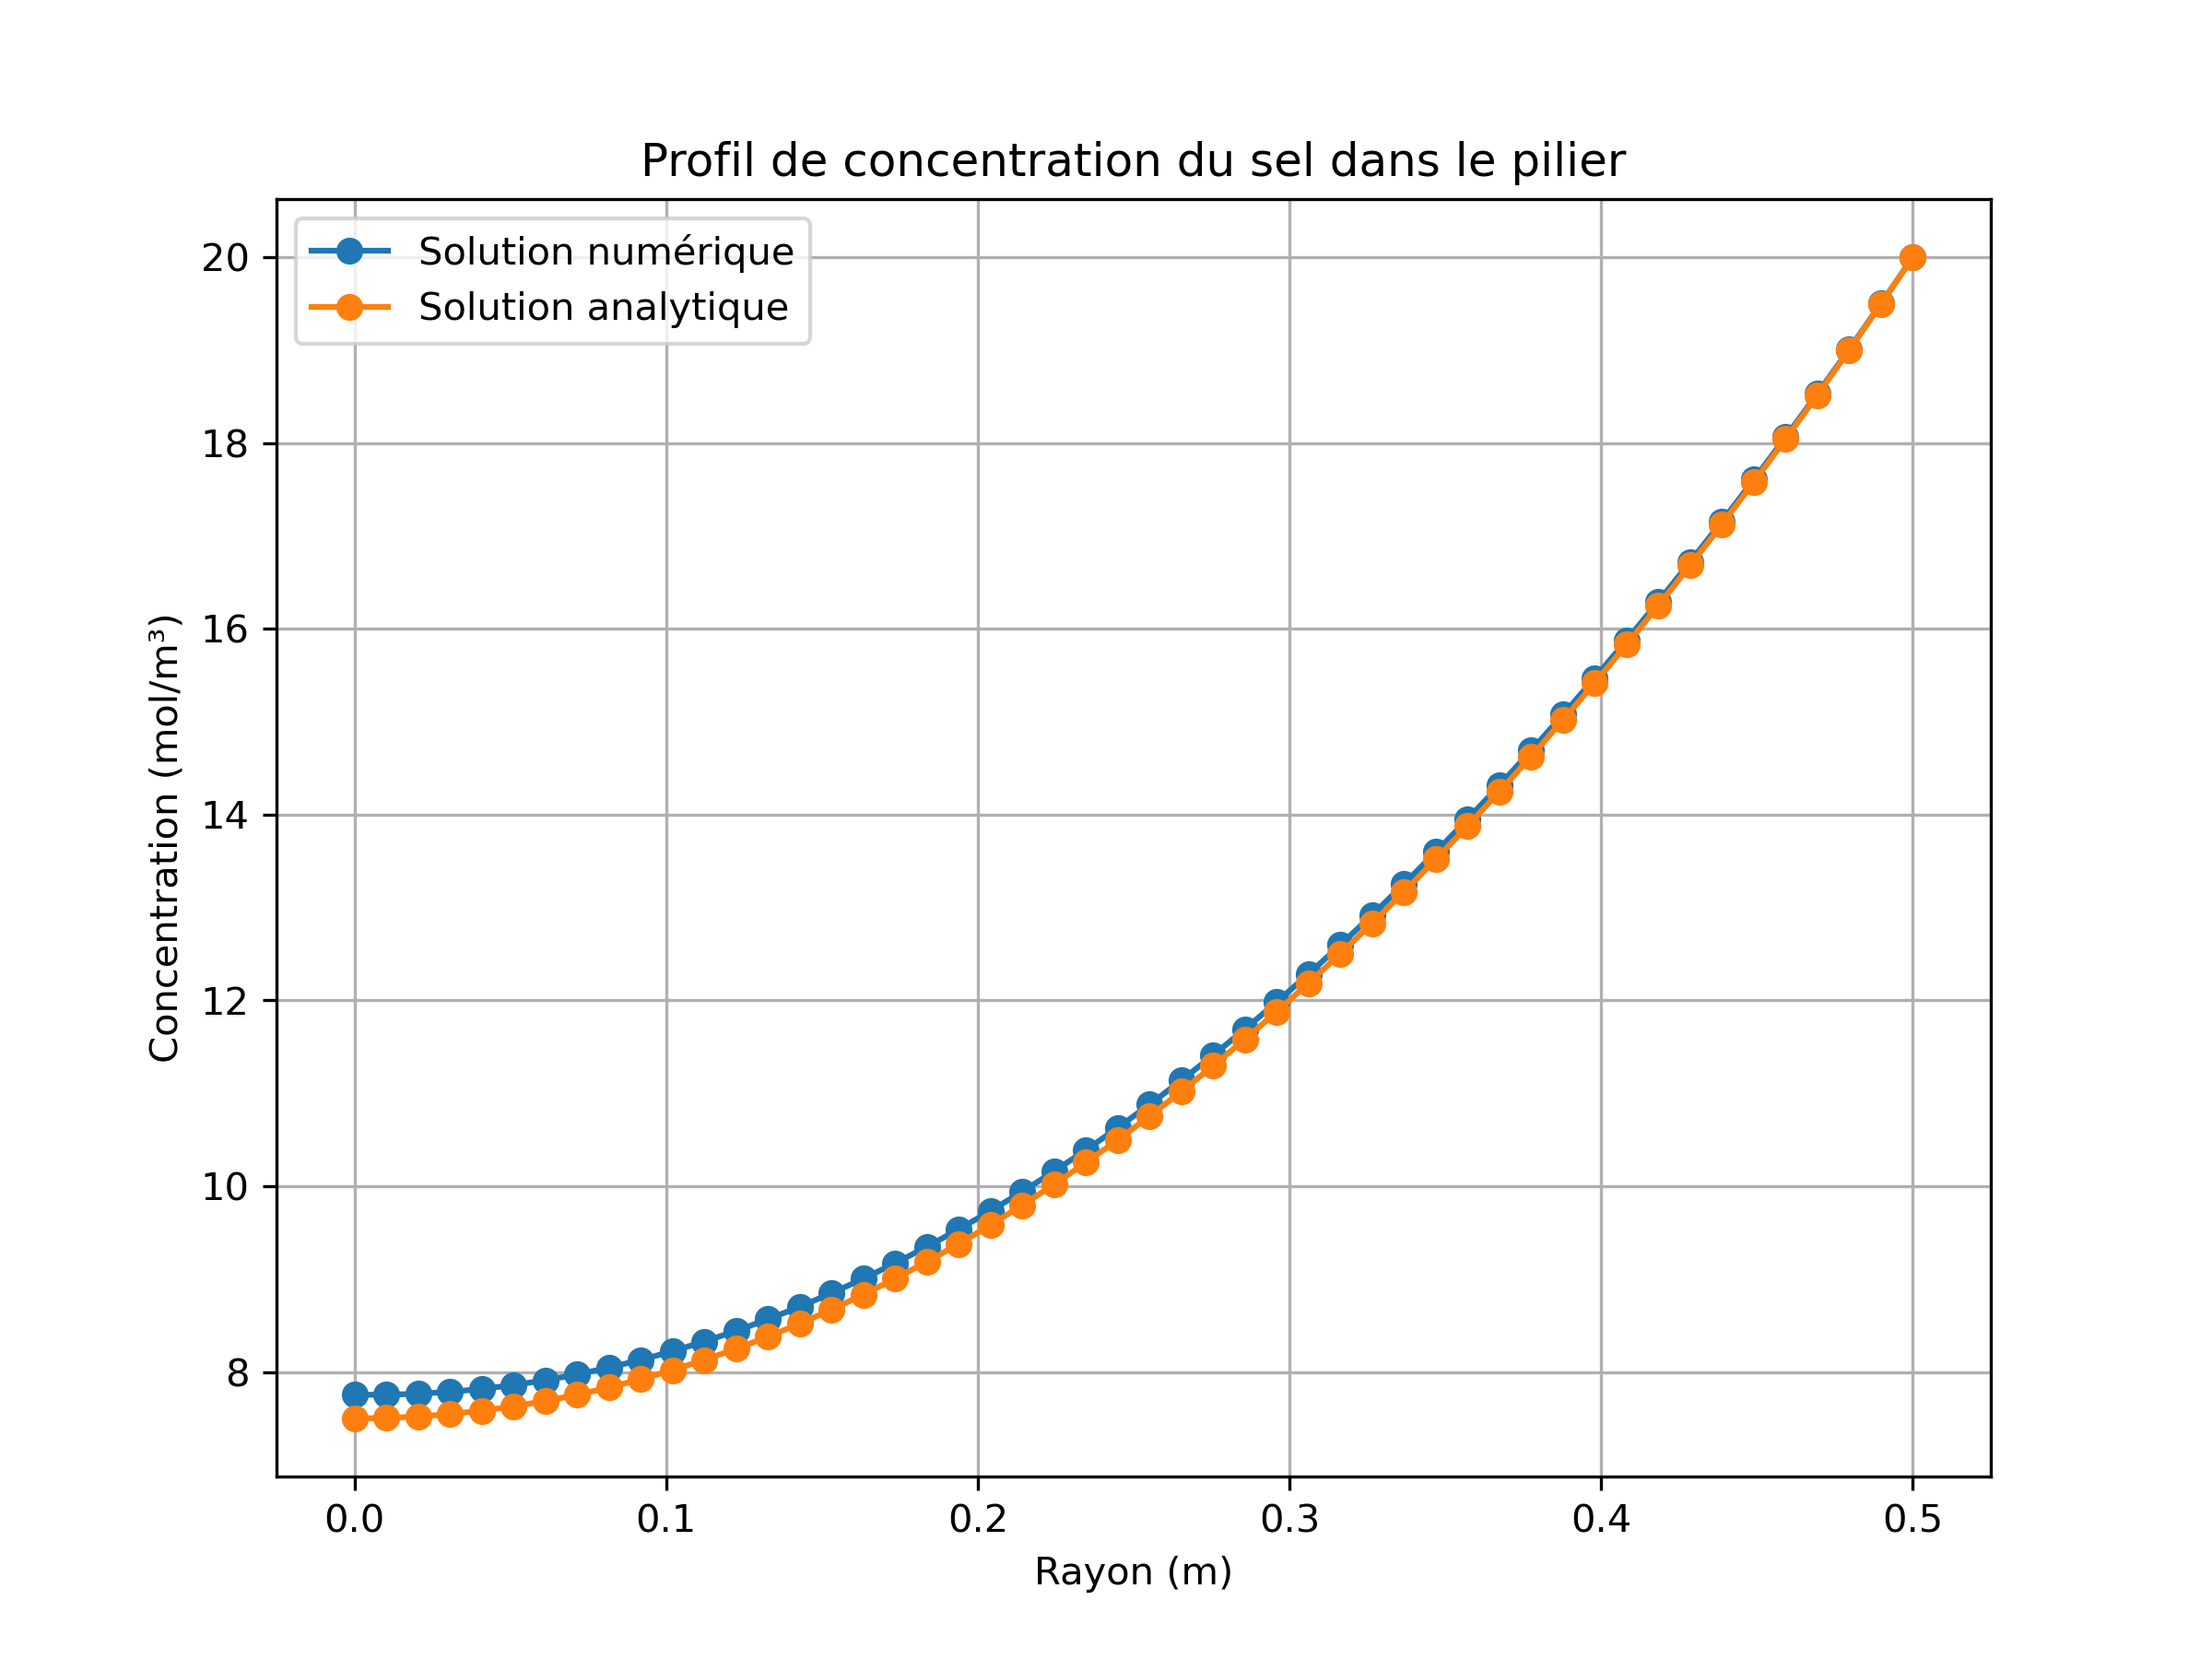 Profil de concentration du sel dans le pilier
Solution numérique
Solution analytique
Concentration (mol/m³)
20
18
16
14
12
10
8
0.0 0.1 0.2 0.3 0.4 0.5
Rayon (m)